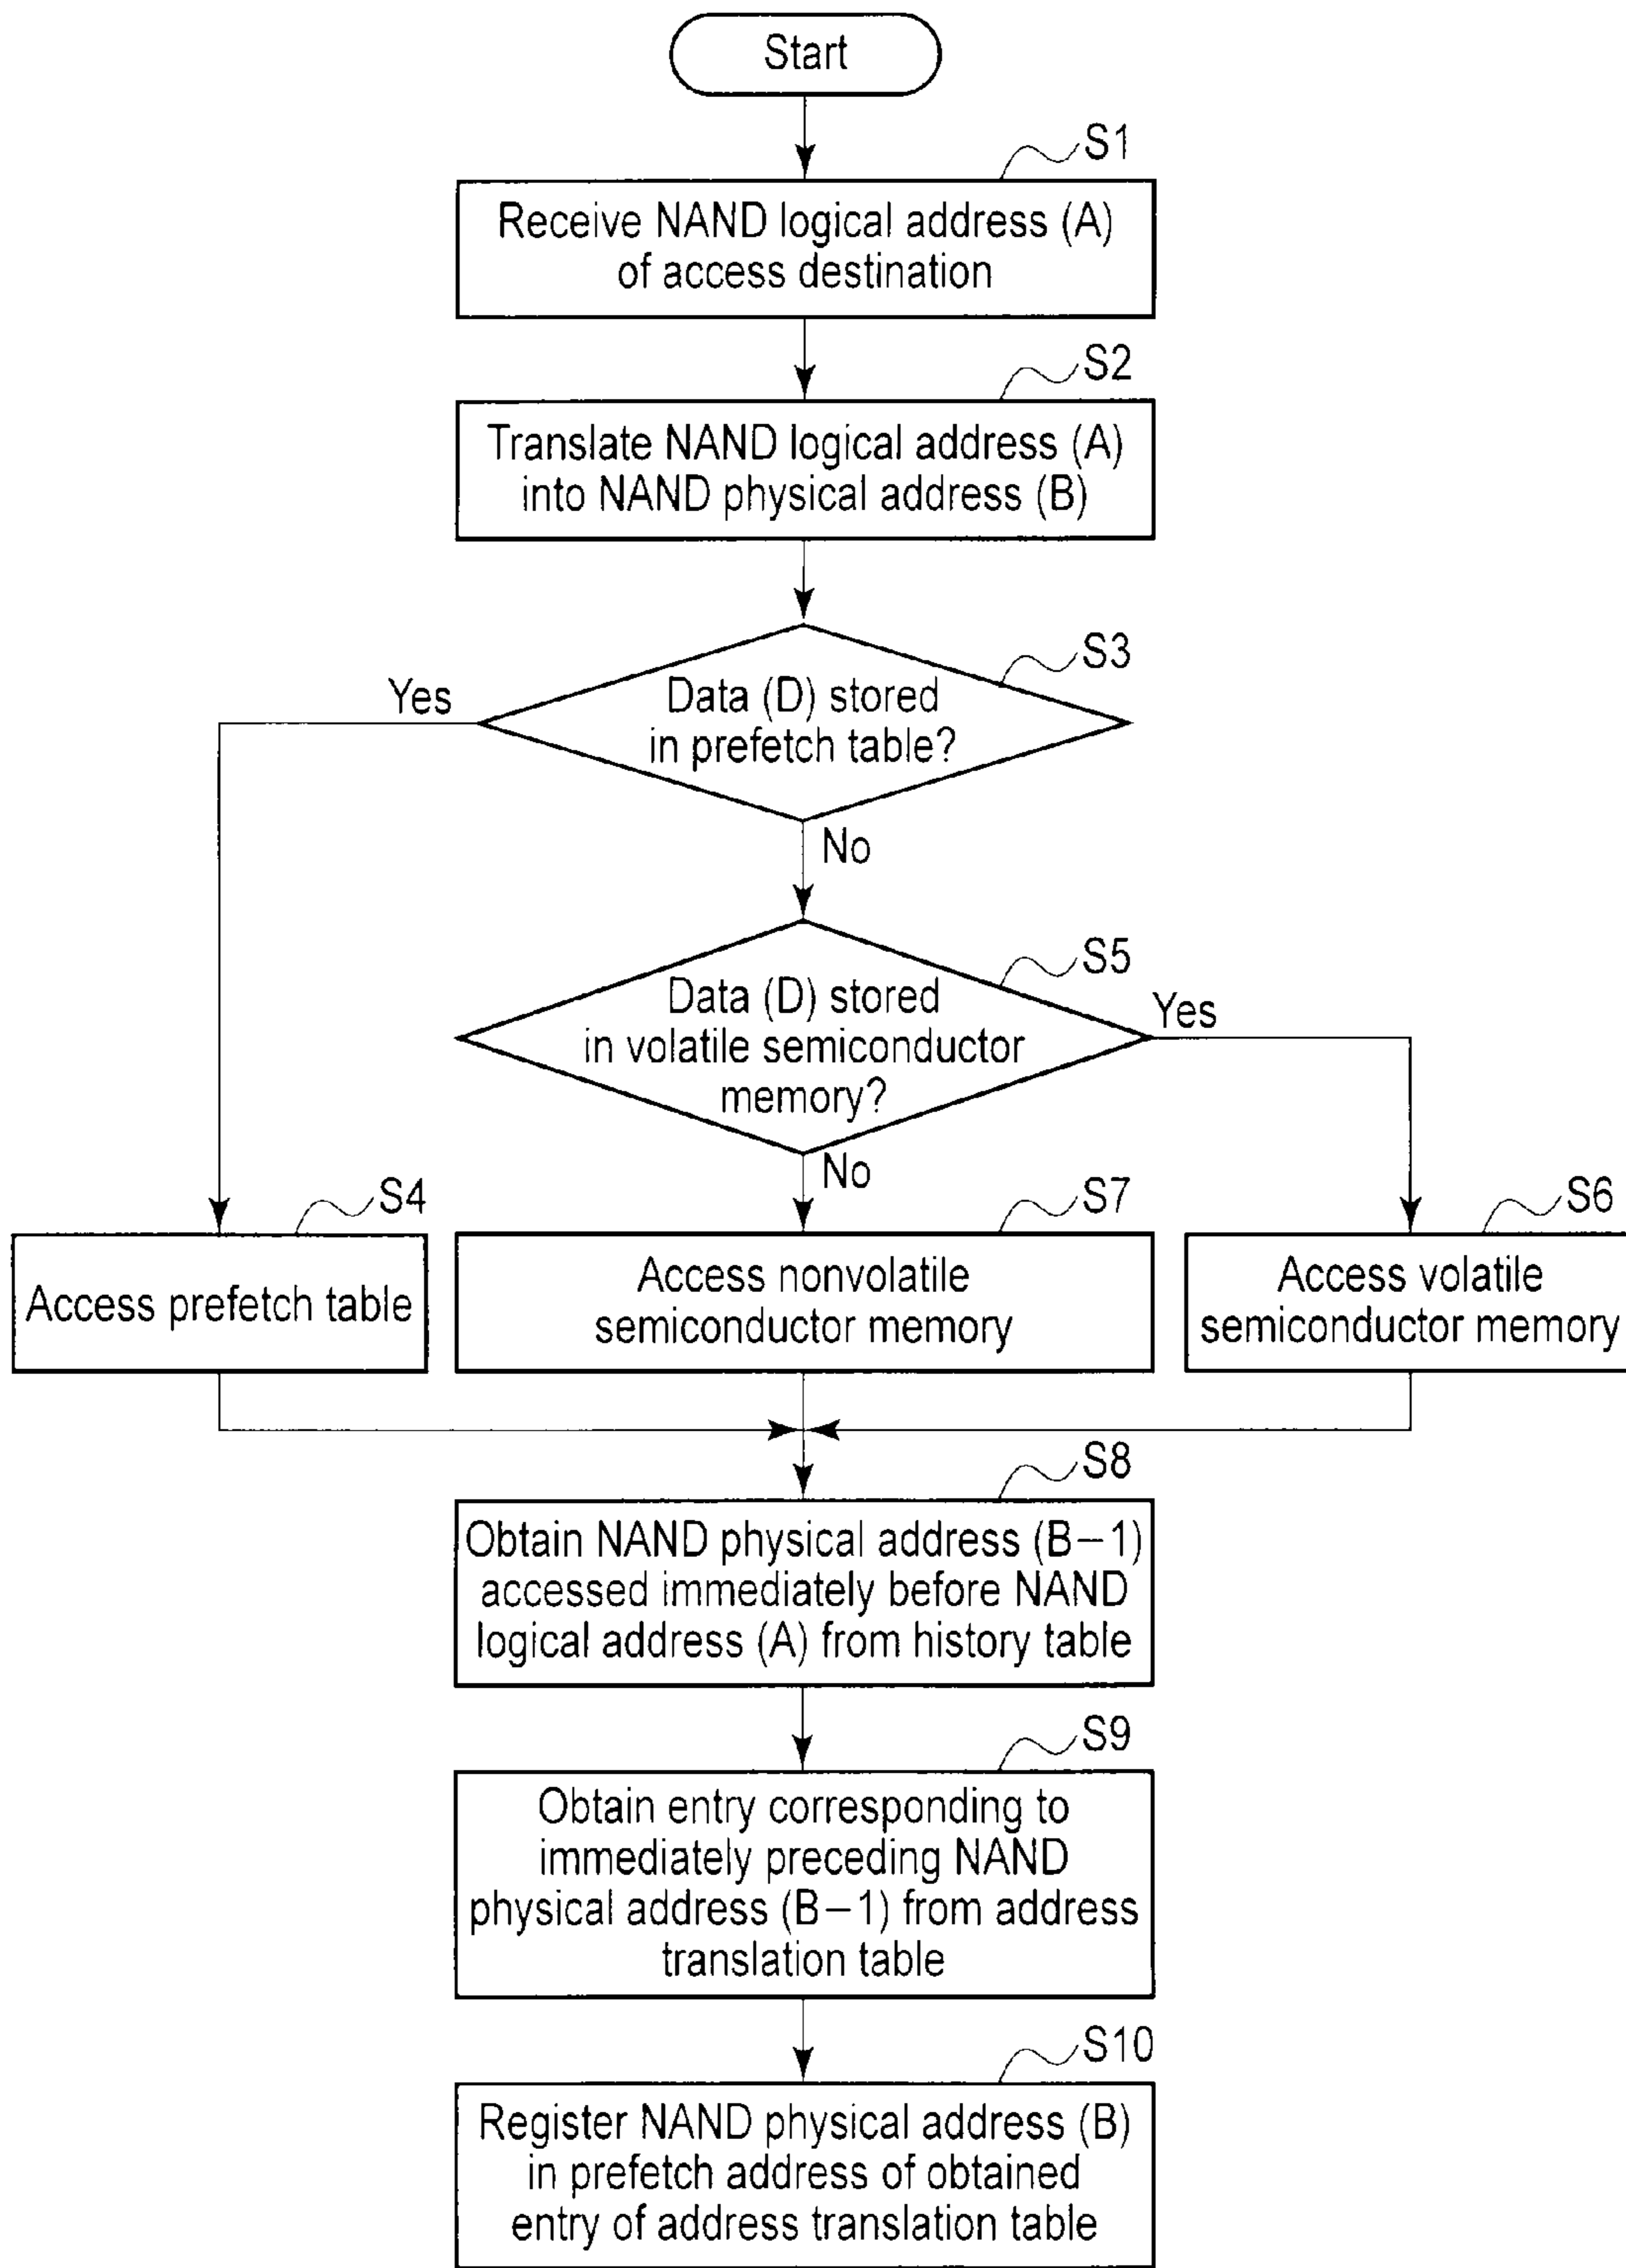 Start
S1
Receive NAND logical address (A)
of access destination
S2
Translate NAND logical address (A)
into NAND physical address (B)
S3
Yes
Data (D) stored
in prefetch table?
No
S5
Data (D) stored
in volatile semiconductor
memory?
Yes
No
S4
Access prefetch table
S7
Access nonvolatile
semiconductor memory
S6
Access volatile
semiconductor memory
S8
Obtain NAND physical address (B−1)
accessed immediately before NAND
logical address (A) from history table
S9
Obtain entry corresponding to
immediately preceding NAND
physical address (B−1) from address
translation table
S10
Register NAND physical address (B)
in prefetch address of obtained
entry of address translation table